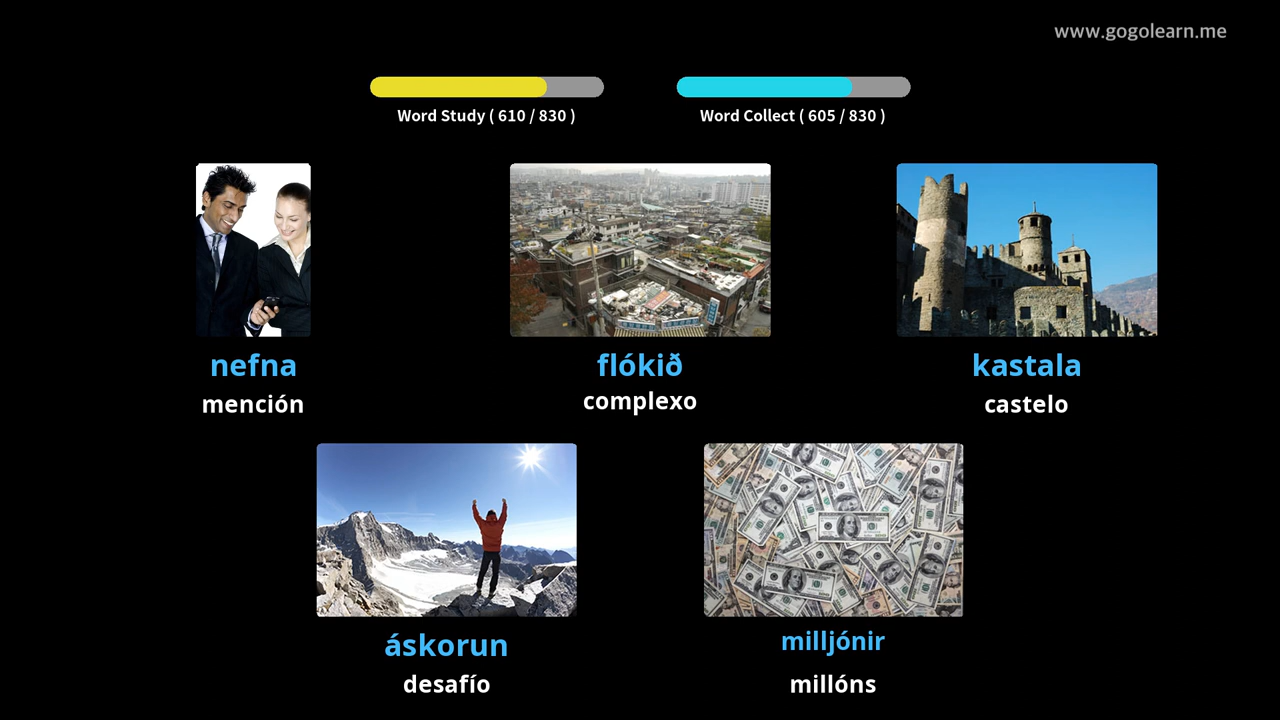 www.gogolearn.me
Word Study ( 610 / 830 )
Word Collect ( 605 / 830 )
nefna
mención
flókið
complexo
kastala
castelo
áskorun
desafío
milljónir
millóns